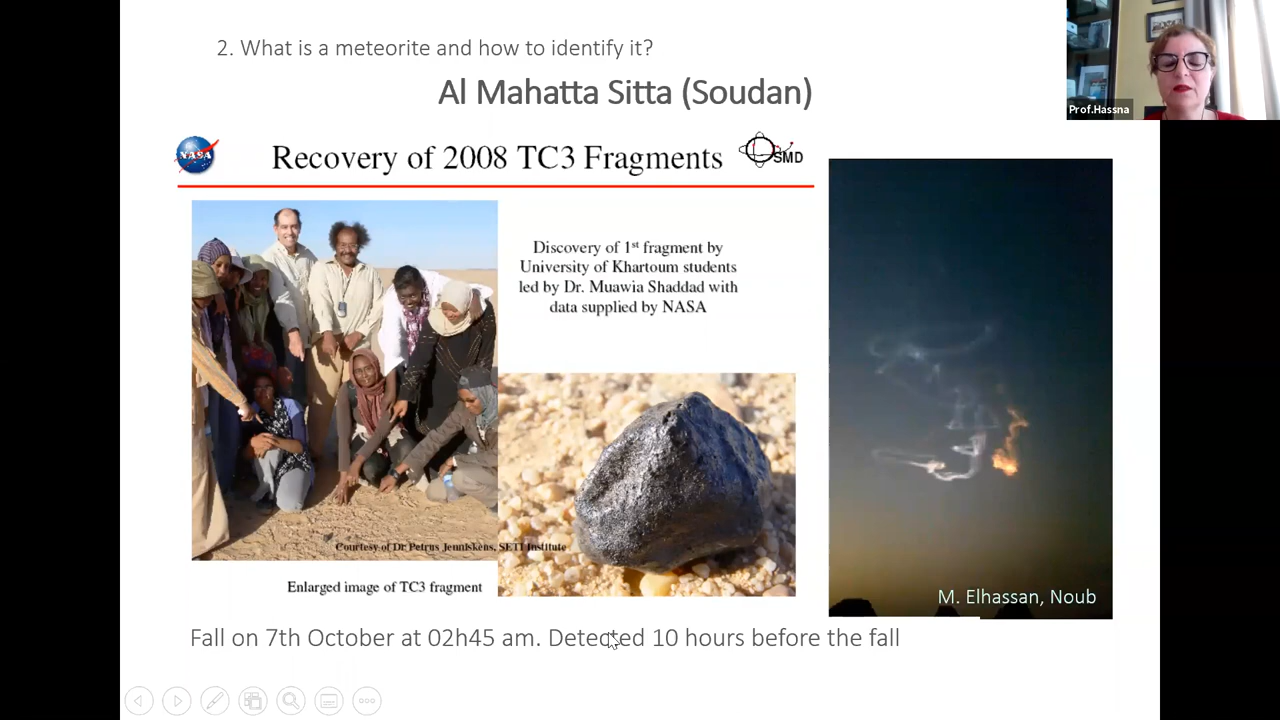 2. What is a meteorite and how to identify it?
Al Mahatta Sitta (Soudan)
Prof.Hassna
NASA
Recovery of 2008 TC3 Fragments
SMD
Discovery of 1st fragment by
University of Khartoum students
led by Dr. Muawia Shaddad with
data supplied by NASA
Courtesy of Dr Petrus Jenniskens, SETI Institute
Enlarged image of TC3 fragment
M. Elhassan, Noub
Fall on 7th October at 02h45 am. Detected 10 hours before the fall